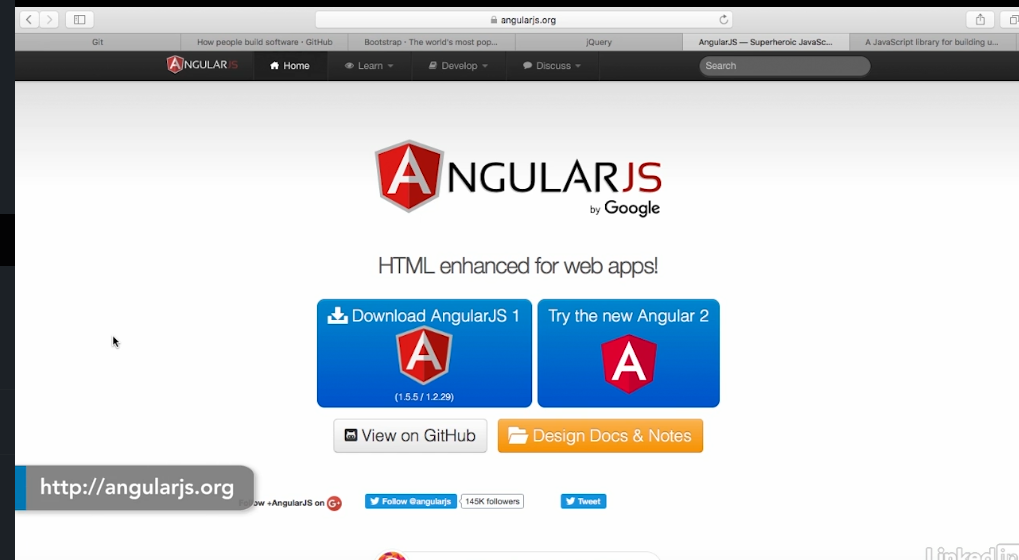 angularjs.org
Git
How people build software · GitHub
Bootstrap · The world's most pop...
jQuery
AngularJS — Superheroic JavaSc...
A JavaScript library for building u...
ANGULARJS
Home
Learn
Develop
Discuss
Search
ANGULARJS
by Google
HTML enhanced for web apps!
Download AngularJS 1
(1.5.5 / 1.2.29)
Try the new Angular 2
View on GitHub
Design Docs & Notes
http://angularjs.org
+AngularJS on
G+
Follow @angularjs
145K followers
Tweet
LinkedIn